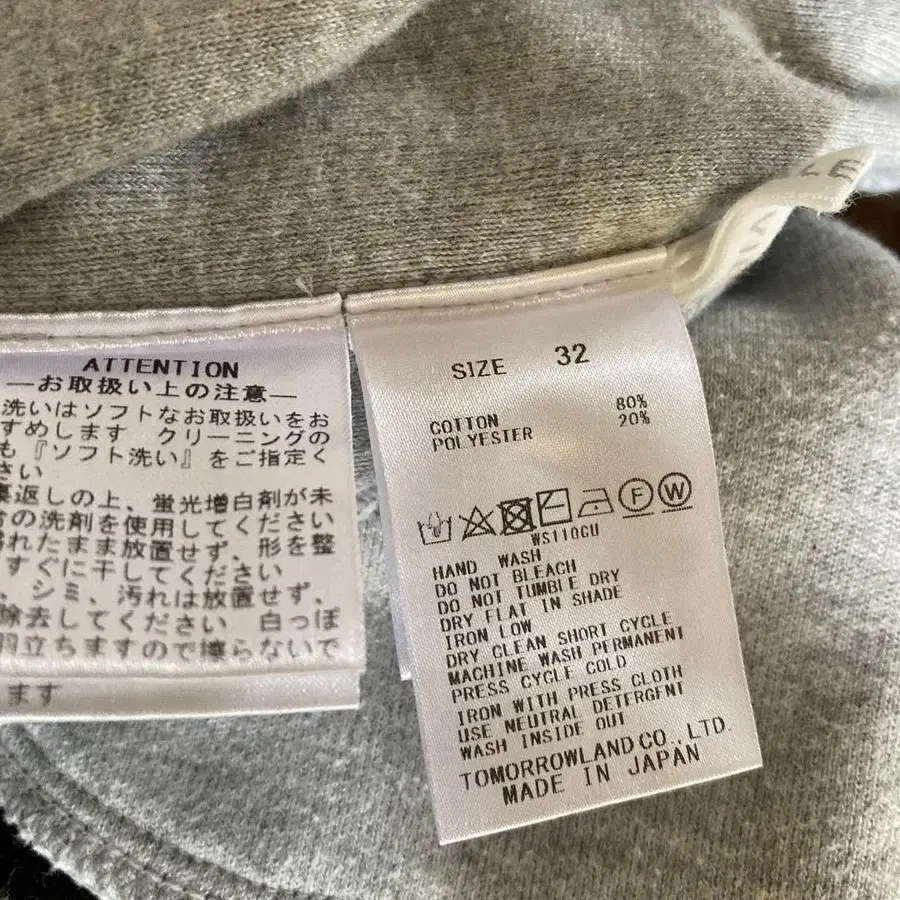 ATTENTION
—お取扱い上の注意—
洗いはソフトなお取扱いをお
すめします クリーニングの
も『ソフト洗い』をご指定く
さい
裏返しの上、蛍光増白剤が未
の洗剤を使用してください
れたまま放置せず、形を整
すぐに干してください
、シミ、汚れは放置せず、
除去してください 白っぽ
羽立ちますので擦らないで
ます
SIZE 32
COTTON 80%
POLYESTER 20%
F W
WS110GU
HAND WASH
DO NOT BLEACH
DO NOT TUMBLE DRY
DRY FLAT IN SHADE
IRON LOW
DRY CLEAN SHORT CYCLE
MACHINE WASH PERMANENT
PRESS CYCLE COLD
IRON WITH PRESS CLOTH
USE NEUTRAL DETERGENT
WASH INSIDE OUT
TOMORROWLAND CO.,LTD.
MADE IN JAPAN